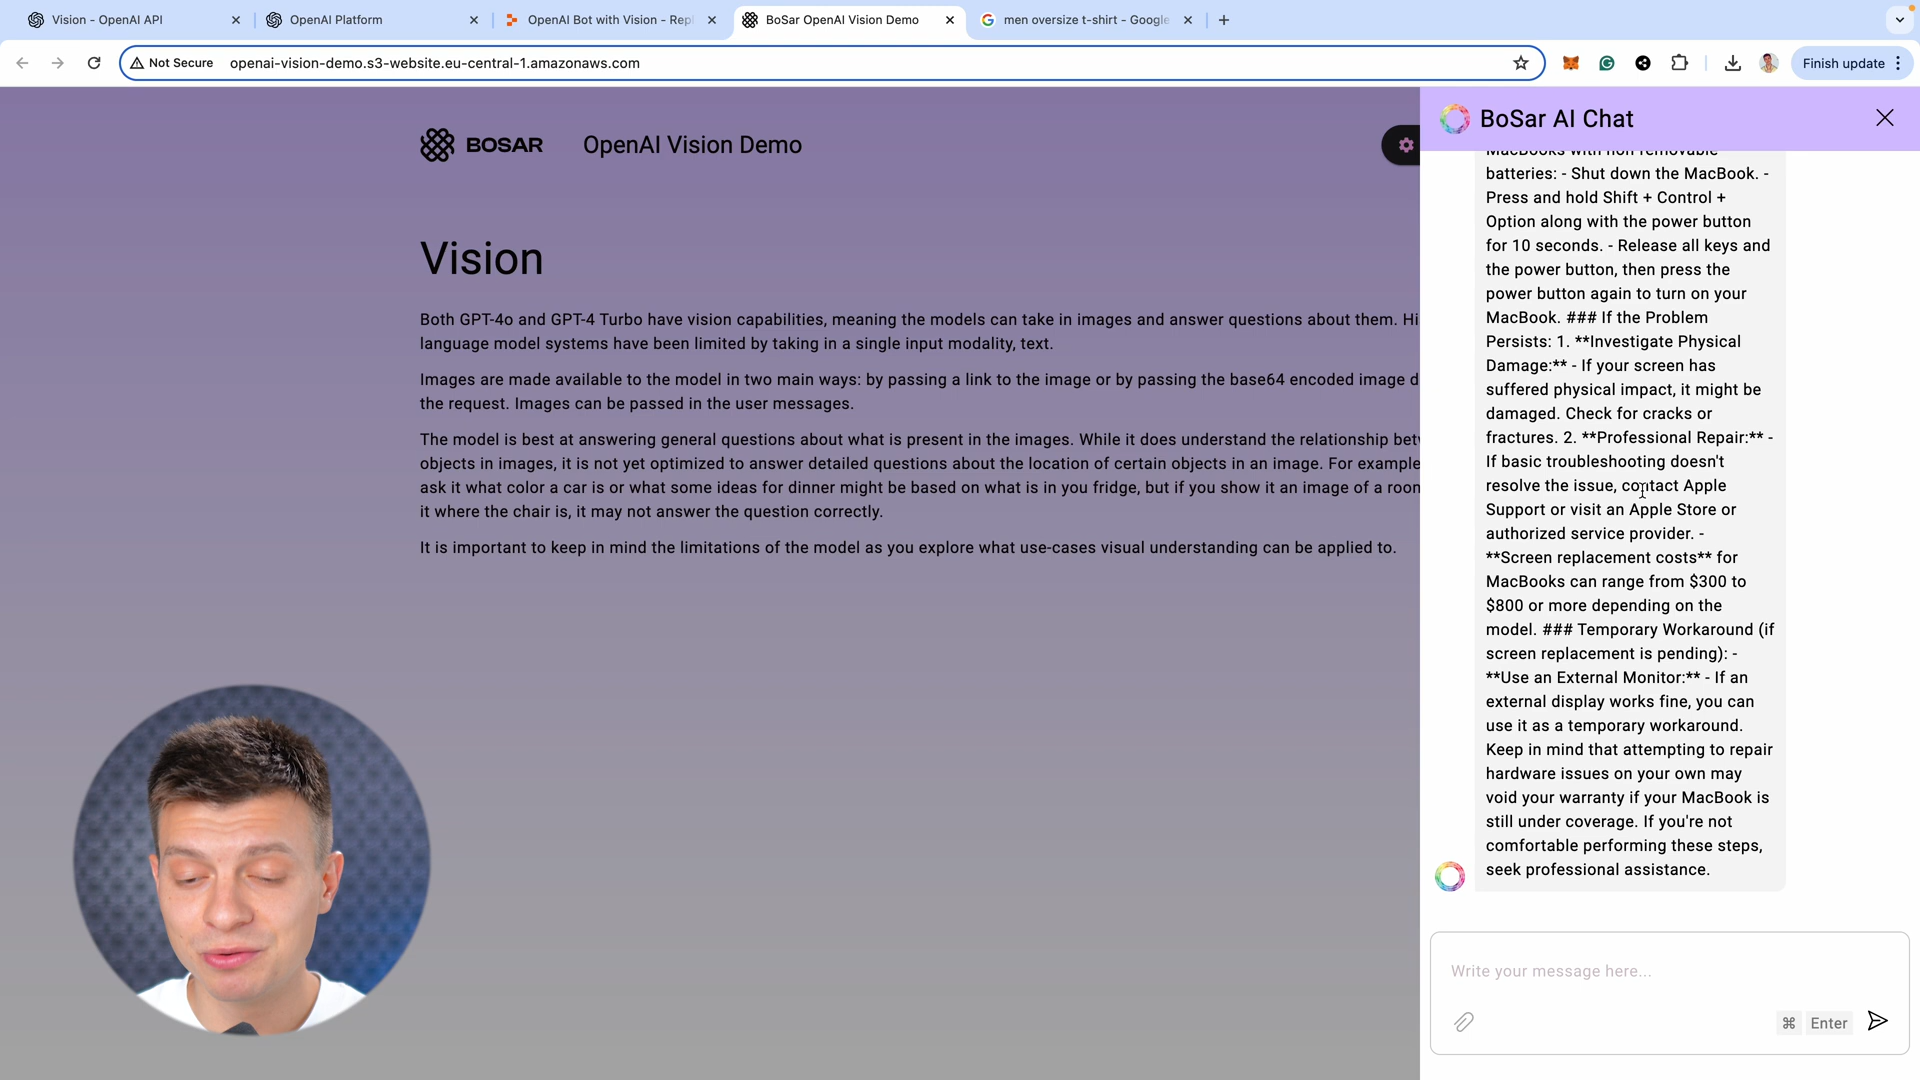 Vision - OpenAI API
OpenAI Platform
OpenAI Bot with Vision - Rep
BoSar OpenAI Vision Demo
men oversize t-shirt - Google
Not Secure
openai-vision-demo.s3-website.eu-central-1.amazonaws.com
Finish update
BOSAR
OpenAI Vision Demo
Vision
Both GPT-4o and GPT-4 Turbo have vision capabilities, meaning the models can take in images and answer questions about them. Hi
language model systems have been limited by taking in a single input modality, text.
Images are made available to the model in two main ways: by passing a link to the image or by passing the base64 encoded image d
the request. Images can be passed in the user messages.
The model is best at answering general questions about what is present in the images. While it does understand the relationship bet
objects in images, it is not yet optimized to answer detailed questions about the location of certain objects in an image. For example
ask it what color a car is or what some ideas for dinner might be based on what is in you fridge, but if you show it an image of a room
it where the chair is, it may not answer the question correctly.
It is important to keep in mind the limitations of the model as you explore what use-cases visual understanding can be applied to.
BoSar AI Chat
MacBooks with non removable
batteries: - Shut down the MacBook. -
Press and hold Shift + Control +
Option along with the power button
for 10 seconds. - Release all keys and
the power button, then press the
power button again to turn on your
MacBook. ### If the Problem
Persists: 1. **Investigate Physical
Damage:** - If your screen has
suffered physical impact, it might be
damaged. Check for cracks or
fractures. 2. **Professional Repair:** -
If basic troubleshooting doesn't
resolve the issue, contact Apple
Support or visit an Apple Store or
authorized service provider. -
**Screen replacement costs** for
MacBooks can range from $300 to
$800 or more depending on the
model. ### Temporary Workaround (if
screen replacement is pending): -
**Use an External Monitor:** - If an
external display works fine, you can
use it as a temporary workaround.
Keep in mind that attempting to repair
hardware issues on your own may
void your warranty if your MacBook is
still under coverage. If you're not
comfortable performing these steps,
seek professional assistance.
Write your message here...
⌘ Enter